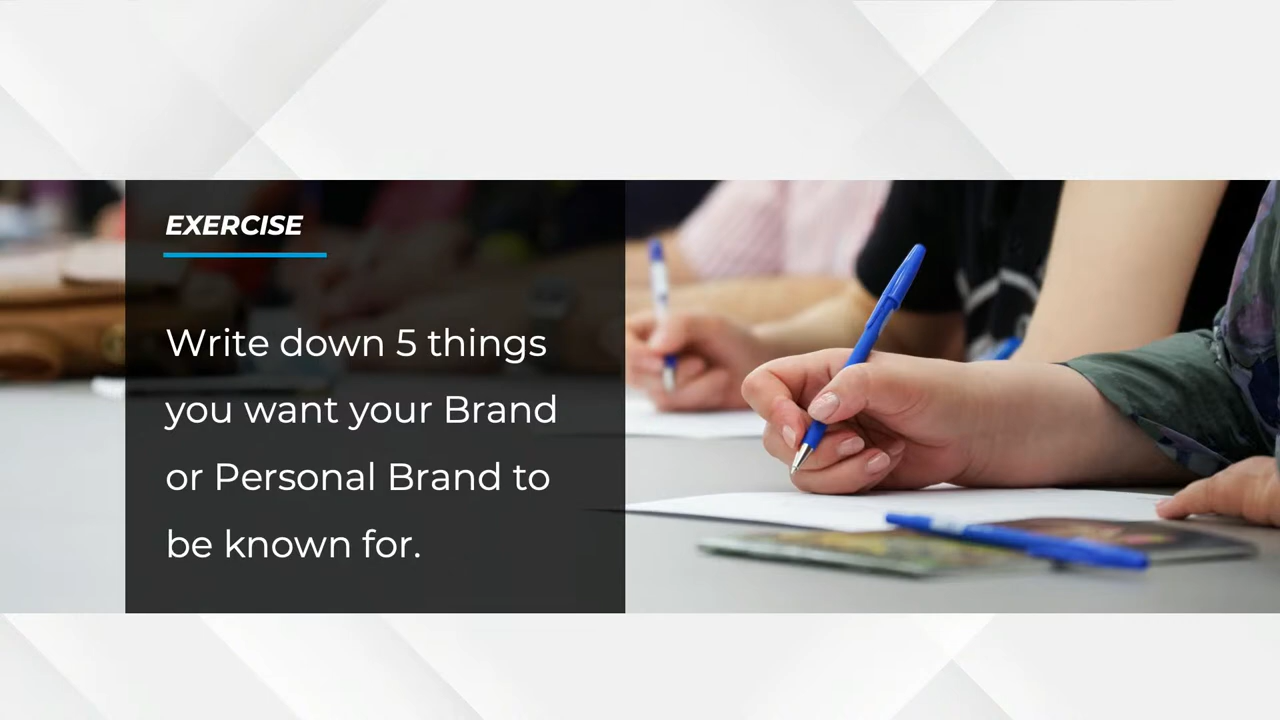 EXERCISE
Write down 5 things
you want your Brand
or Personal Brand to
be known for.